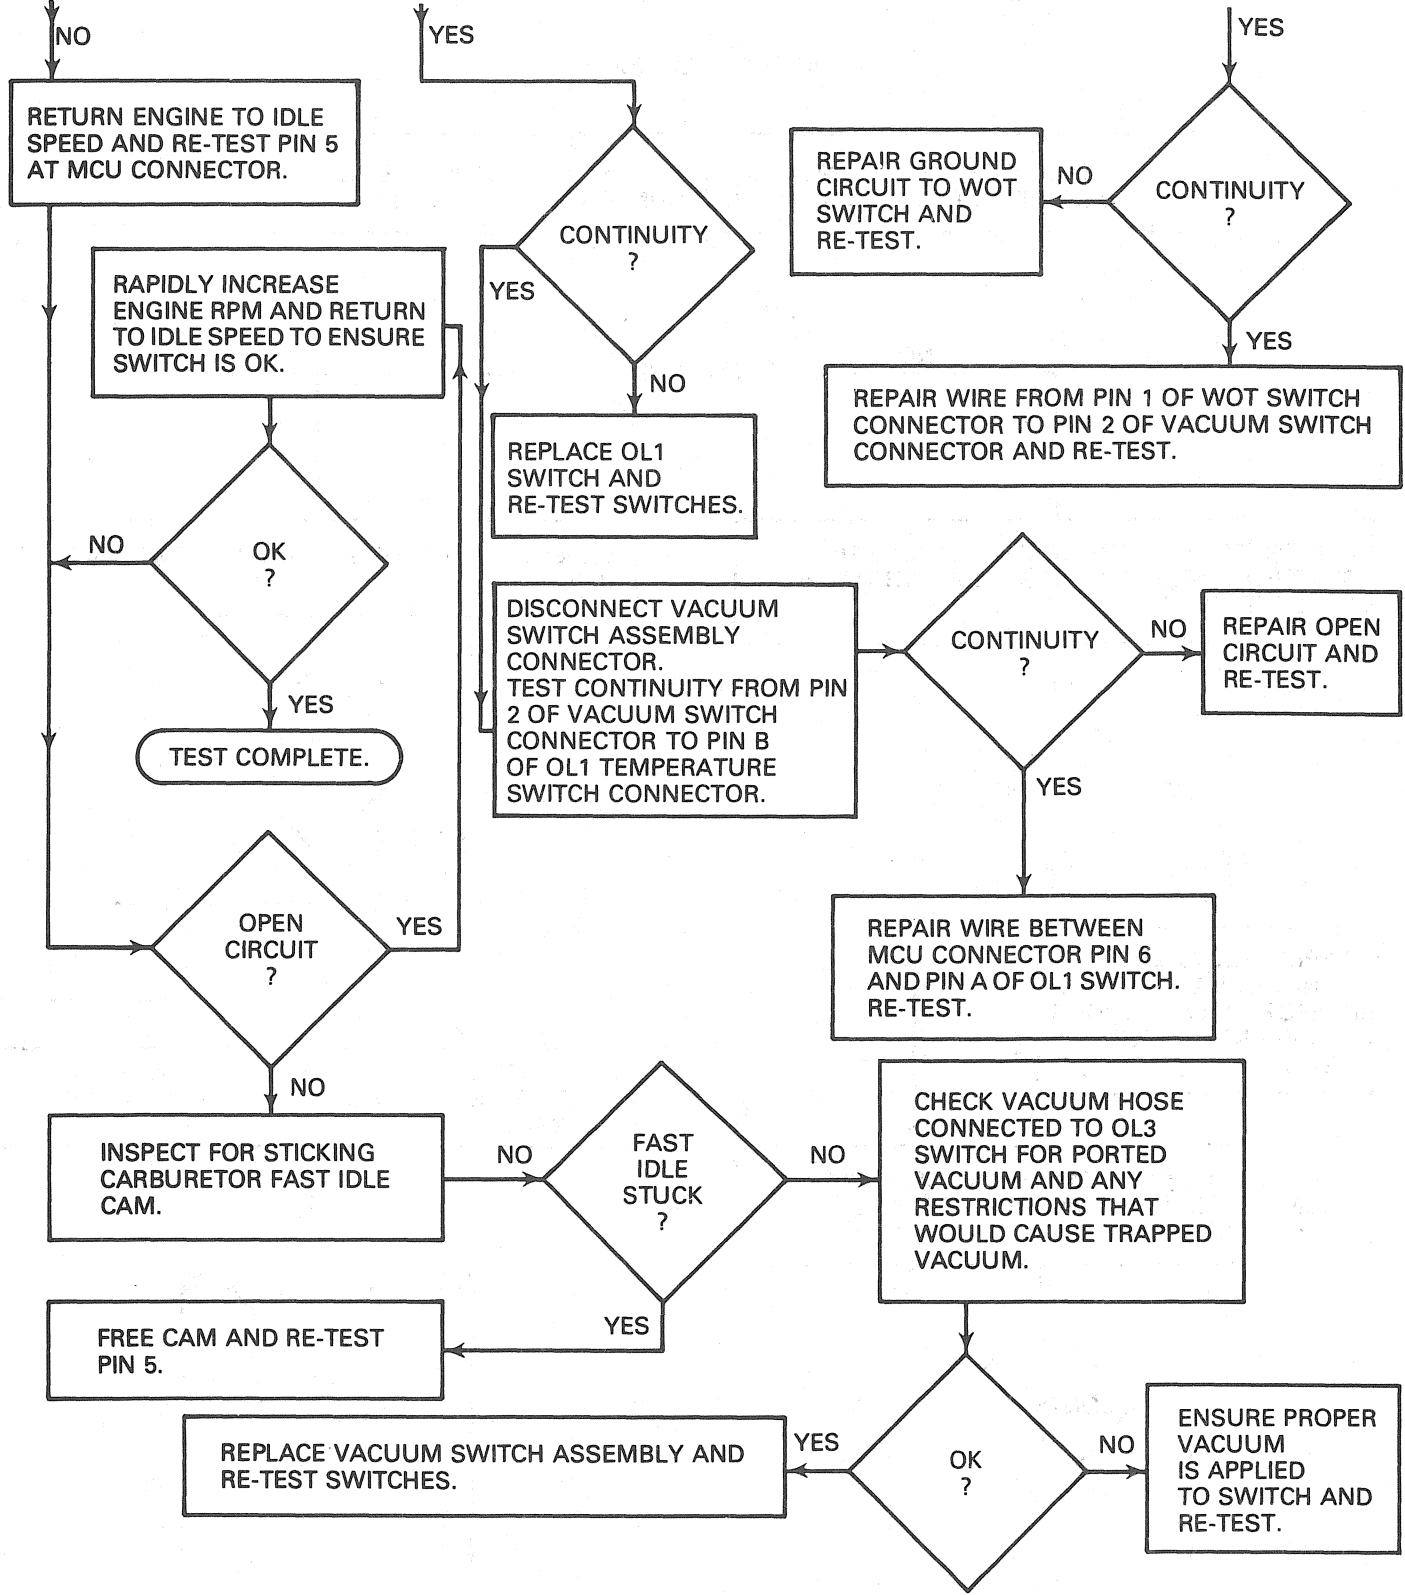 NO
RETURN ENGINE TO IDLE
SPEED AND RE-TEST PIN 5
AT MCU CONNECTOR.
RAPIDLY INCREASE
ENGINE RPM AND RETURN
TO IDLE SPEED TO ENSURE
SWITCH IS OK.
NO
OK
?
YES
TEST COMPLETE.
OPEN
CIRCUIT
?
YES
NO
YES
CONTINUITY
?
YES
NO
REPLACE OL1
SWITCH AND
RE-TEST SWITCHES.
DISCONNECT VACUUM
SWITCH ASSEMBLY
CONNECTOR.
TEST CONTINUITY FROM PIN
2 OF VACUUM SWITCH
CONNECTOR TO PIN B
OF OL1 TEMPERATURE
SWITCH CONNECTOR.
YES
CONTINUITY
?
NO
REPAIR GROUND
CIRCUIT TO WOT
SWITCH AND
RE-TEST.
YES
REPAIR WIRE FROM PIN 1 OF WOT SWITCH
CONNECTOR TO PIN 2 OF VACUUM SWITCH
CONNECTOR AND RE-TEST.
CONTINUITY
?
NO
REPAIR OPEN
CIRCUIT AND
RE-TEST.
YES
REPAIR WIRE BETWEEN
MCU CONNECTOR PIN 6
AND PIN A OF OL1 SWITCH.
RE-TEST.
INSPECT FOR STICKING
CARBURETOR FAST IDLE
CAM.
NO
FAST
IDLE
STUCK
?
NO
CHECK VACUUM HOSE
CONNECTED TO OL3
SWITCH FOR PORTED
VACUUM AND ANY
RESTRICTIONS THAT
WOULD CAUSE TRAPPED
VACUUM.
YES
FREE CAM AND RE-TEST
PIN 5.
REPLACE VACUUM SWITCH ASSEMBLY AND
RE-TEST SWITCHES.
YES
OK
?
NO
ENSURE PROPER
VACUUM
IS APPLIED
TO SWITCH AND
RE-TEST.